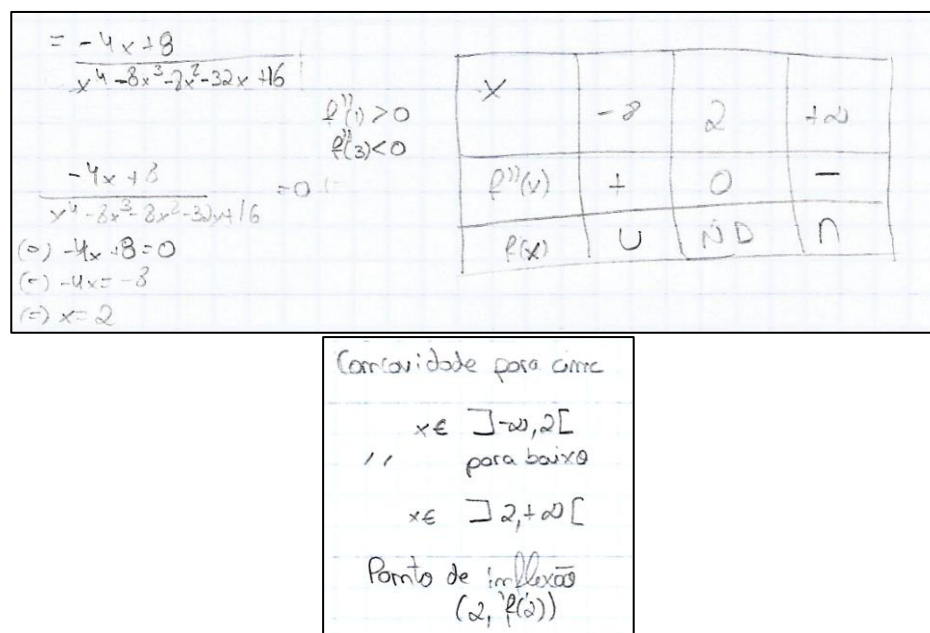 = -4x+8 / x⁴-8x³-8x²-32x+16
f''(1) > 0
f''(3) < 0
-4x+8 / x⁴-8x³-8x²-32x+16 = 0
(=) -4x+8=0
(=) -4x=-8
(=) x=2
x -∞ 2 +∞
f''(x) + 0 -
f(x) ∪ ND ∩
Concavidade para cima
x∈ ]-∞,2[
'' para baixo
x∈ ]2,+∞[
Ponto de inflexão
(2, f(2))